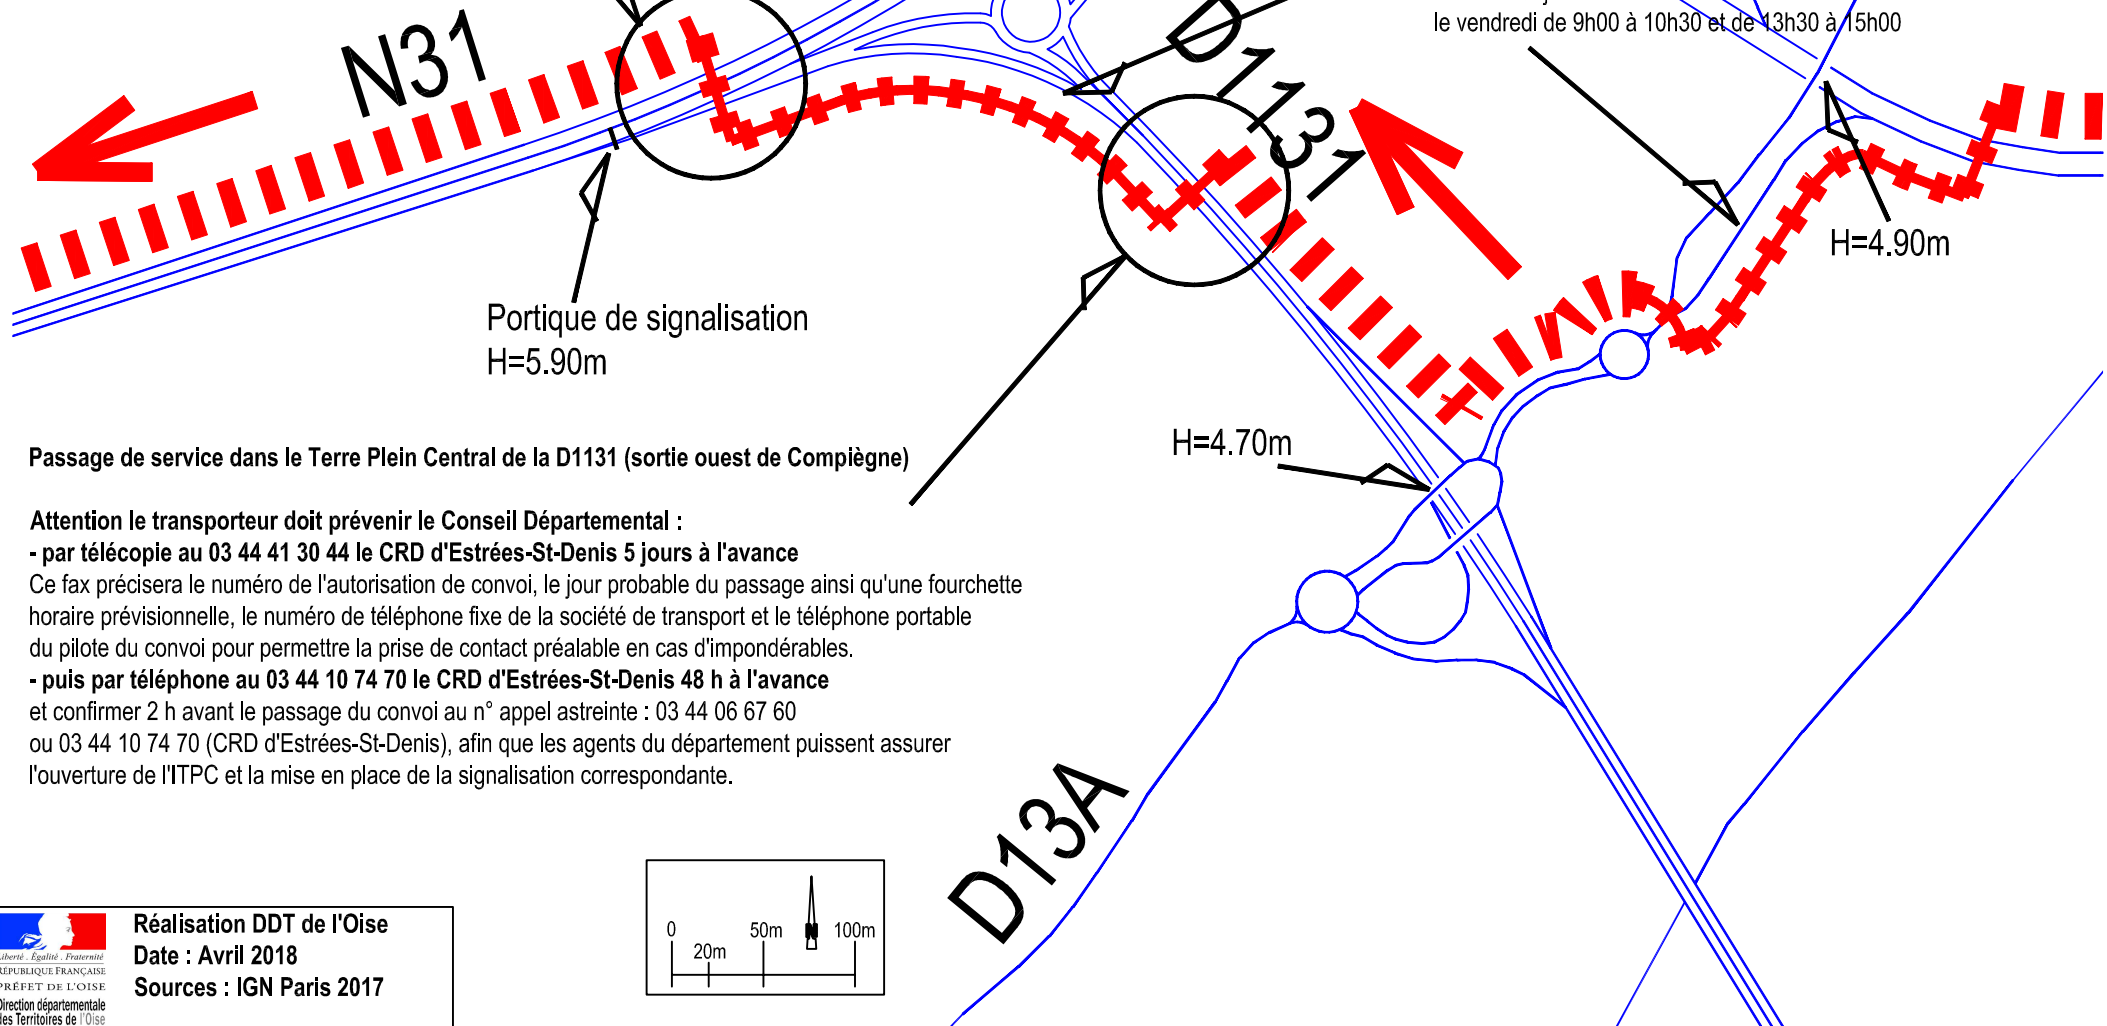 le vendredi de 9h00 à 10h30 et de 13h30 à 15h00
N31
D1131
H=4.90m
Portique de signalisation
H=5.90m
H=4.70m
Passage de service dans le Terre Plein Central de la D1131 (sortie ouest de Compiègne)
Attention le transporteur doit prévenir le Conseil Départemental :
- par télécopie au 03 44 41 30 44 le CRD d'Estrées-St-Denis 5 jours à l'avance
Ce fax précisera le numéro de l'autorisation de convoi, le jour probable du passage ainsi qu'une fourchette
horaire prévisionnelle, le numéro de téléphone fixe de la société de transport et le téléphone portable
du pilote du convoi pour permettre la prise de contact préalable en cas d'impondérables.
- puis par téléphone au 03 44 10 74 70 le CRD d'Estrées-St-Denis 48 h à l'avance
et confirmer 2 h avant le passage du convoi au n° appel astreinte : 03 44 06 67 60
ou 03 44 10 74 70 (CRD d'Estrées-St-Denis), afin que les agents du département puissent assurer
l'ouverture de l'ITPC et la mise en place de la signalisation correspondante.
D13A
0 20m 50m N 100m
Réalisation DDT de l'Oise
Date : Avril 2018
Sources : IGN Paris 2017
Liberté . Égalité . Fraternité
RÉPUBLIQUE FRANÇAISE
PRÉFET DE L'OISE
Direction départementale
des Territoires de l'Oise